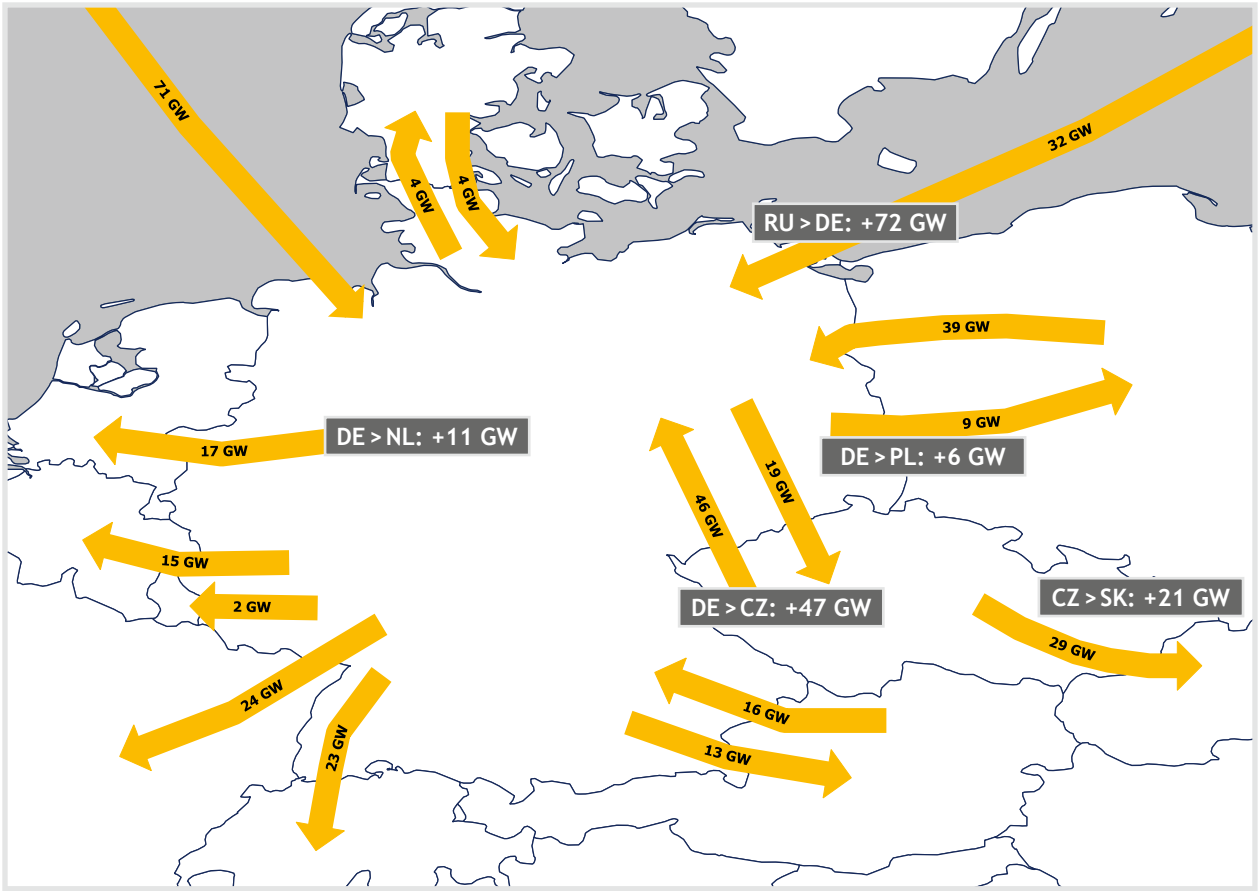 71 GW
32 GW
4 GW
4 GW
RU > DE: +72 GW
39 GW
9 GW
DE > NL: +11 GW
17 GW
DE > PL: +6 GW
19 GW
46 GW
15 GW
2 GW
DE > CZ: +47 GW
CZ > SK: +21 GW
29 GW
24 GW
16 GW
23 GW
13 GW